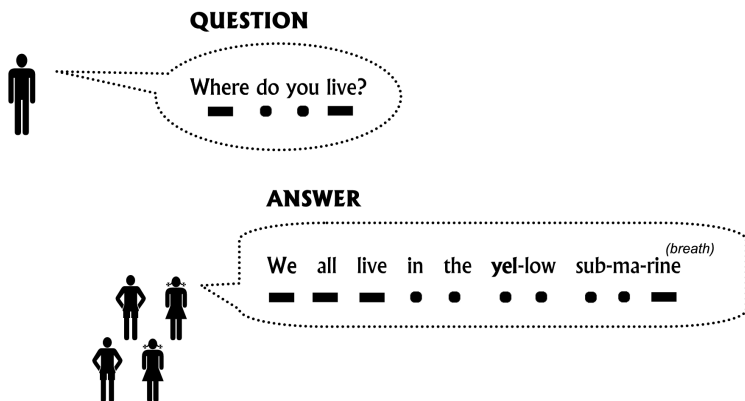 QUESTION
Where do you live?
ANSWER
(breath)
We all live in the yel-low sub-ma-rine